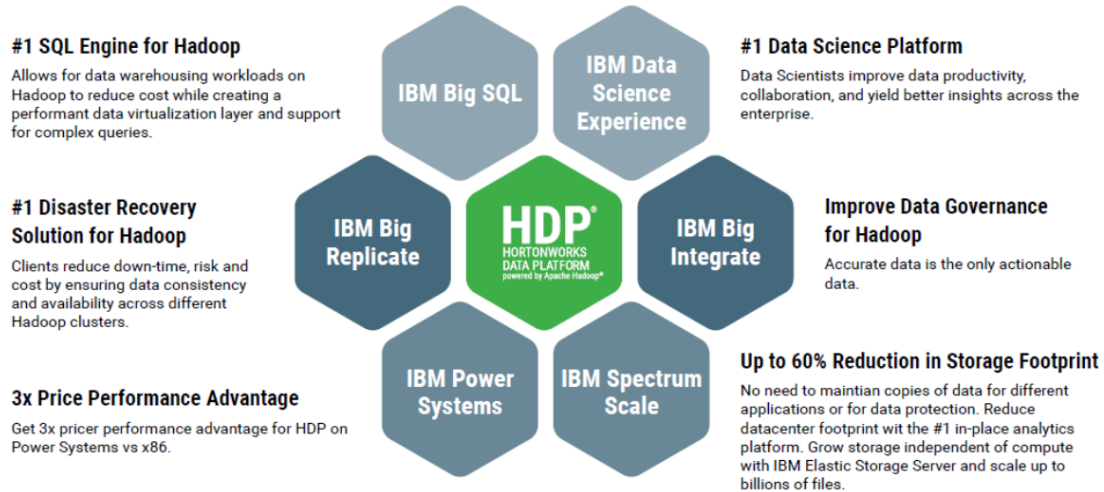 #1 SQL Engine for Hadoop
Allows for data warehousing workloads on
Hadoop to reduce cost while creating a
performant data virtualization layer and support
for complex queries.
IBM Big SQL
IBM Data
Science
Experience
#1 Data Science Platform
Data Scientists improve data productivity,
collaboration, and yield better insights across the
enterprise.
#1 Disaster Recovery
Solution for Hadoop
Clients reduce down-time, risk and
cost by ensuring data consistency
and availability across different
Hadoop clusters.
IBM Big
Replicate
HDP®
HORTONWORKS
DATA PLATFORM
powered by Apache Hadoop®
IBM Big
Integrate
Improve Data Governance
for Hadoop
Accurate data is the only actionable
data.
3x Price Performance Advantage
Get 3x pricer performance advantage for HDP on
Power Systems vs x86.
IBM Power
Systems
IBM Spectrum
Scale
Up to 60% Reduction in Storage Footprint
No need to maintian copies of data for different
applications or for data protection. Reduce
datacenter footprint wit the #1 in-place analytics
platform. Grow storage independent of compute
with IBM Elastic Storage Server and scale up to
billions of files.